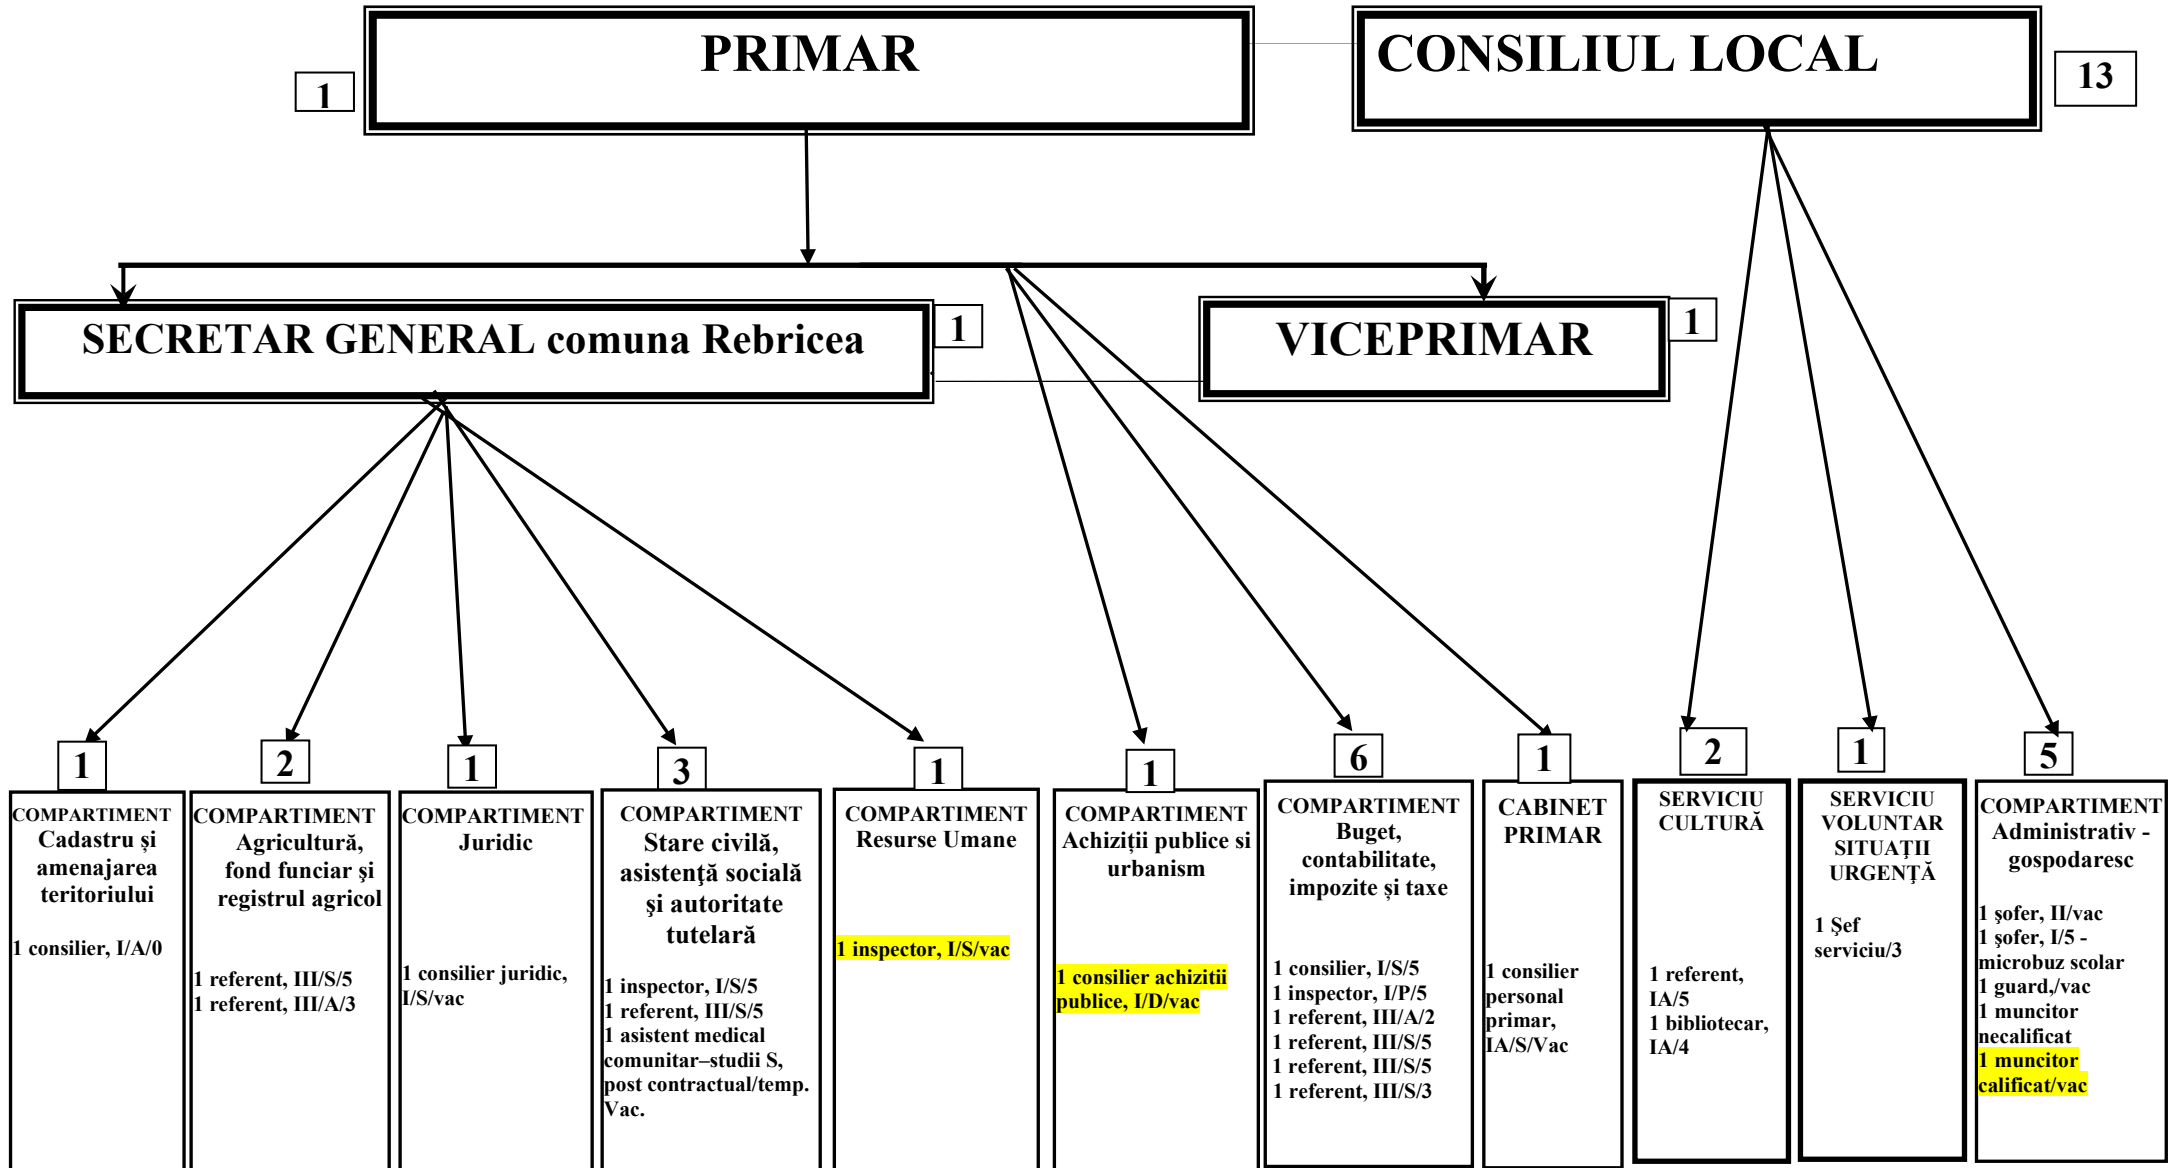 PRIMAR
1
CONSILIUL LOCAL
13
SECRETAR GENERAL comuna Rebricea
1
VICEPRIMAR
1
1
COMPARTIMENT
Cadastru și
amenajarea
teritoriului
1 consilier, I/A/0
2
COMPARTIMENT
Agricultură,
fond funciar şi
registrul agricol
1 referent, III/S/5
1 referent, III/A/3
1
COMPARTIMENT
Juridic
1 consilier juridic,
I/S/vac
3
COMPARTIMENT
Stare civilă,
asistenţă socială
şi autoritate
tutelară
1 inspector, I/S/5
1 referent, III/S/5
1 asistent medical
comunitar–studii S,
post contractual/temp.
Vac.
1
COMPARTIMENT
Resurse Umane
1 inspector, I/S/vac
1
COMPARTIMENT
Achiziții publice si
urbanism
1 consilier achizitii
publice, I/D/vac
6
COMPARTIMENT
Buget,
contabilitate,
impozite și taxe
1 consilier, I/S/5
1 inspector, I/P/5
1 referent, III/A/2
1 referent, III/S/5
1 referent, III/S/5
1 referent, III/S/3
1
CABINET
PRIMAR
1 consilier
personal
primar,
IA/S/Vac
2
SERVICIU
CULTURĂ
1 referent,
IA/5
1 bibliotecar,
IA/4
1
SERVICIU
VOLUNTAR
SITUAŢII
URGENŢĂ
1 Şef
serviciu/3
5
COMPARTIMENT
Administrativ -
gospodaresc
1 şofer, II/vac
1 şofer, I/5 -
microbuz scolar
1 guard,/vac
1 muncitor
necalificat
1 muncitor
calificat/vac